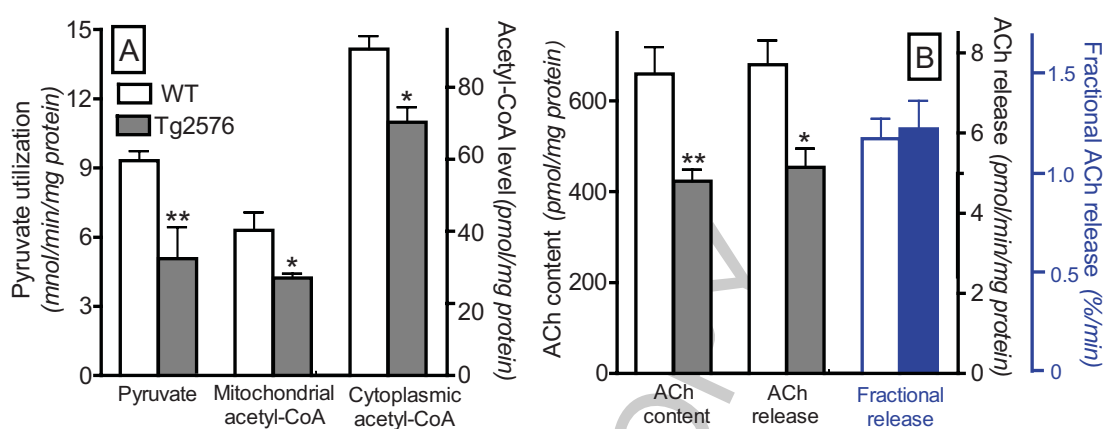 A
WT
Tg2576
Pyruvate utilization
(mnol/min/mg protein)
15
12
9
6
3
0
Acetyl-CoA level (pmol/mg protein)
80
60
40
20
0
**
*
*
Pyruvate
Mitochondrial
acetyl-CoA
Cytoplasmic
acetyl-CoA
B
ACh content (pmol/mg protein)
600
400
200
0
ACh release
(pmol/min/mg protein)
8
6
4
2
0
Fractional ACh
release (%/min)
1.5
1.0
0.5
0
**
*
ACh
content
ACh
release
Fractional
release